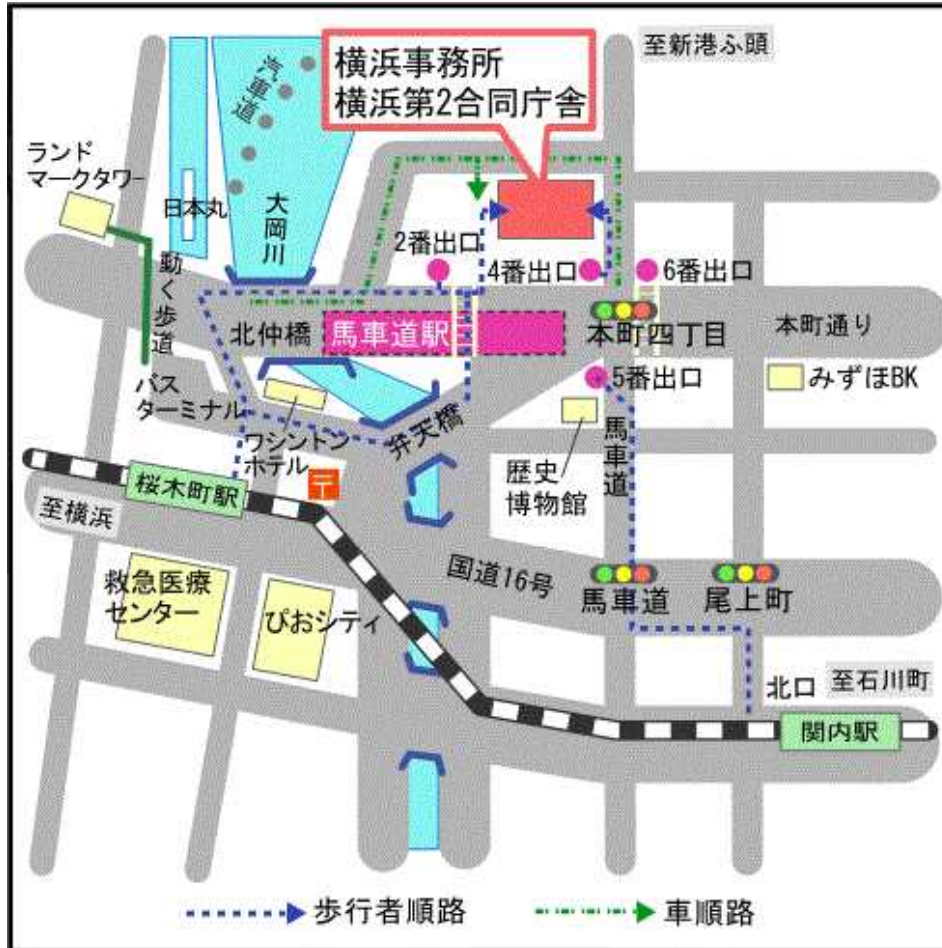 至新港ふ頭
横浜事務所
横浜第2合同庁舎
汽車道
ランド
マークタワー
日本丸
大岡川
2番出口
4番出口
6番出口
動く歩道
北仲橋
馬車道駅
本町四丁目
本町通り
バス
ターミナル
5番出口
みずほBK
ワシントン
ホテル
弁天橋
馬車道
歴史
博物館
〒
桜木町駅
至横浜
国道16号
救急医療
センター
ぴおシティ
馬車道
尾上町
北口
至石川町
関内駅
歩行者順路
車順路